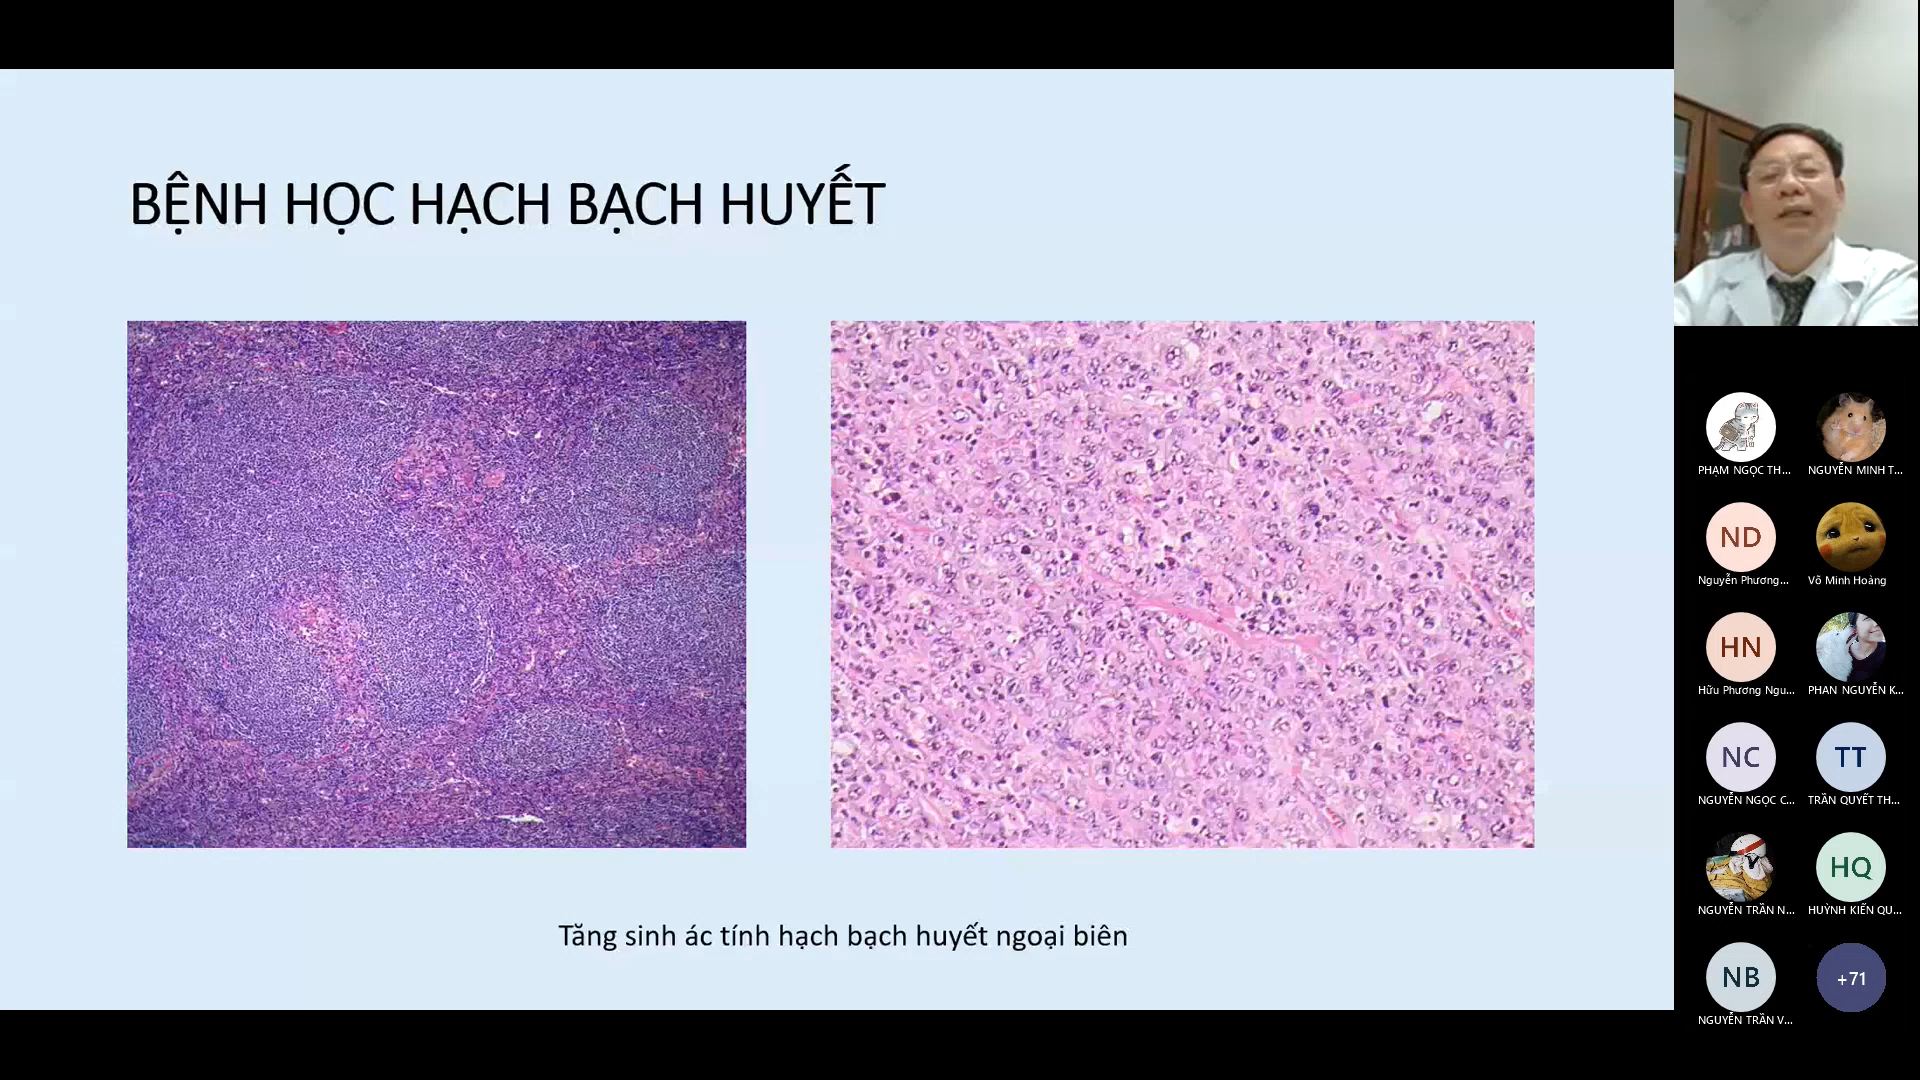 BỆNH HỌC HẠCH BẠCH HUYẾT
Tăng sinh ác tính hạch bạch huyết ngoại biên
PHẠM NGỌC TH...
NGUYỄN MINH T...
ND
Nguyễn Phương...
Võ Minh Hoàng
HN
Hữu Phương Ngu...
PHAN NGUYỄN K...
NC
TT
NGUYỄN NGỌC C...
TRẦN QUYẾT TH...
HQ
NGUYỄN TRẦN N...
HUỲNH KIẾN QU...
NB
+71
NGUYỄN TRẦN V...